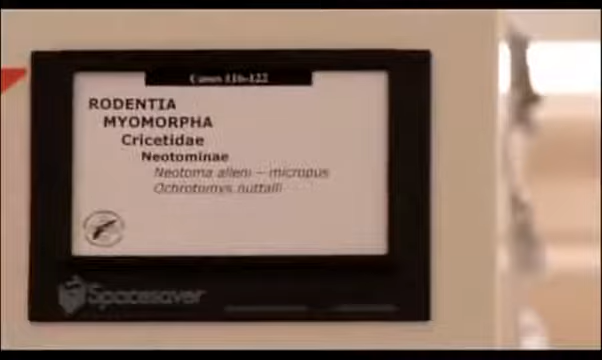 Cases 116-122
RODENTIA
MYOMORPHA
Cricetidae
Neotominae
Neotoma alleni – micropus
Ochrotomys nuttalli
Spacesaver